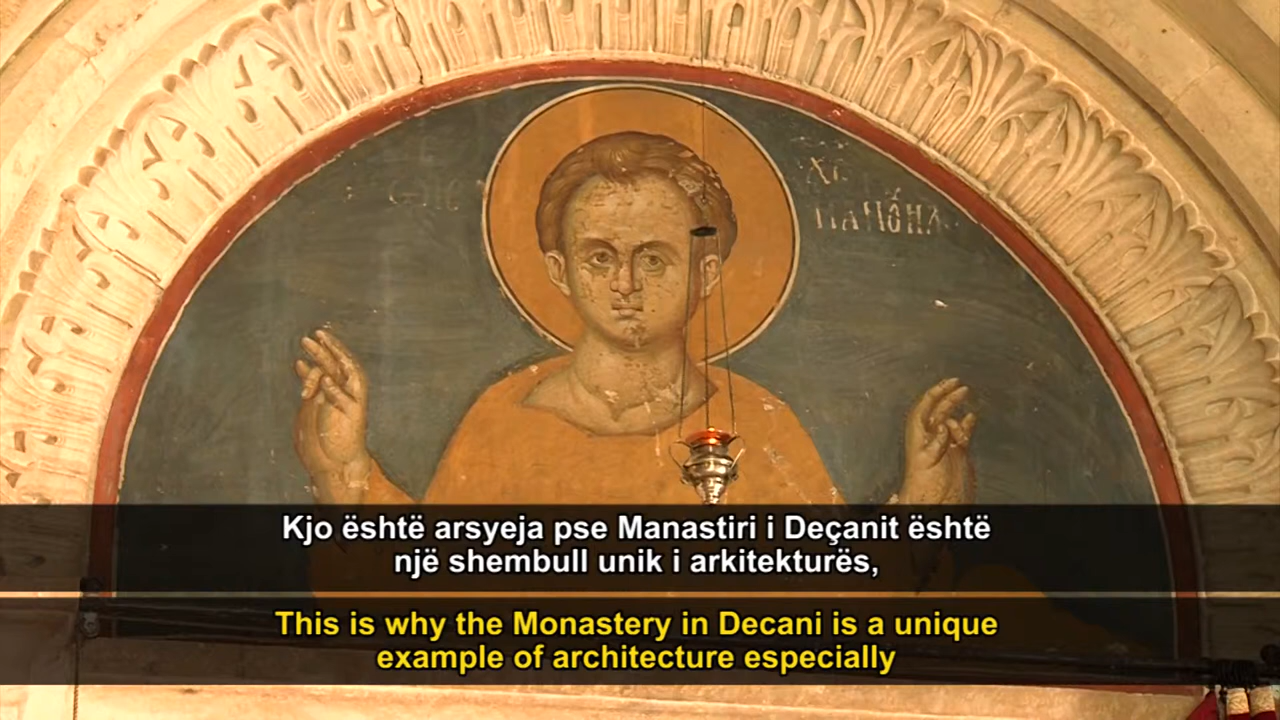 Kjo është arsyeja pse Manastiri i Deçanit është
një shembull unik i arkitekturës,
This is why the Monastery in Decani is a unique
example of architecture especially